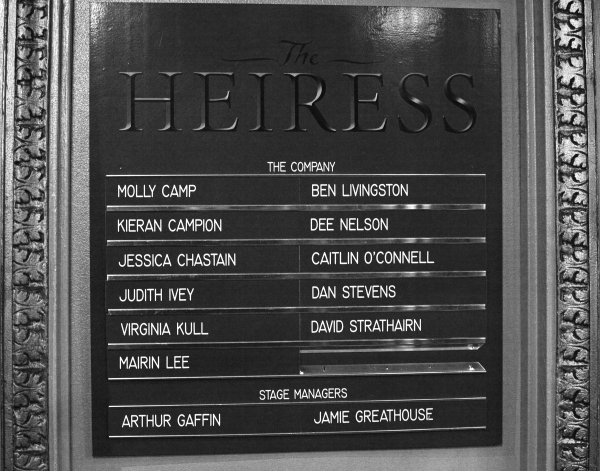 The
HEIRESS
THE COMPANY
MOLLY CAMP BEN LIVINGSTON
KIERAN CAMPION DEE NELSON
JESSICA CHASTAIN CAITLIN O'CONNELL
JUDITH IVEY DAN STEVENS
VIRGINIA KULL DAVID STRATHAIRN
MAIRIN LEE
STAGE MANAGERS
ARTHUR GAFFIN JAMIE GREATHOUSE